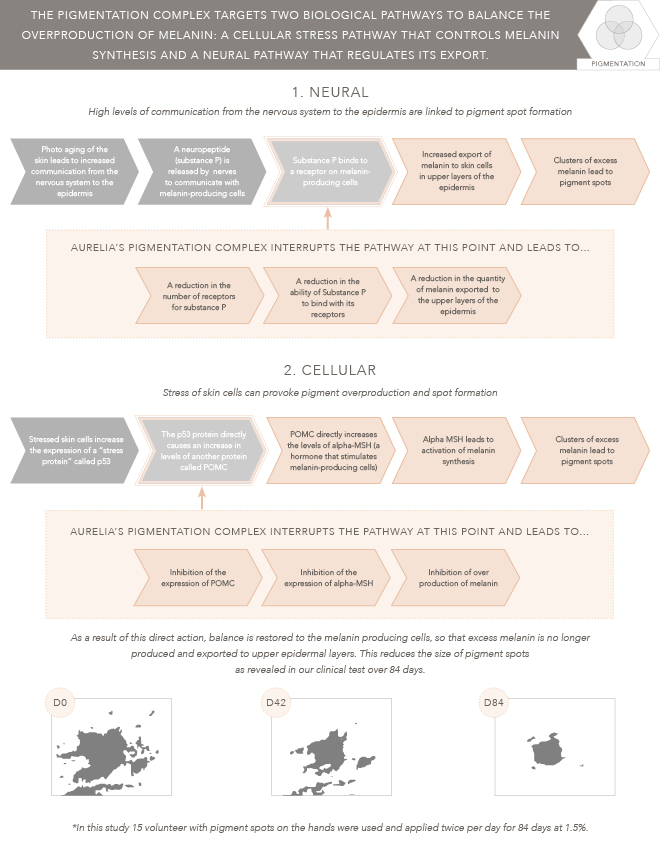 THE PIGMENTATION COMPLEX TARGETS TWO BIOLOGICAL PATHWAYS TO BALANCE THE
OVERPRODUCTION OF MELANIN: A CELLULAR STRESS PATHWAY THAT CONTROLS MELANIN
SYNTHESIS AND A NEURAL PATHWAY THAT REGULATES ITS EXPORT.
PIGMENTATION
1. NEURAL
High levels of communication from the nervous system to the epidermis are linked to pigment spot formation
Photo aging of the
skin leads to increased
communication from the
nervous system to the
epidermis
A neuropeptide
(substance P) is
released by nerves
to communicate with
melanin-producing cells
Substance P binds to
a receptor on melanin-
producing cells
Increased export of
melanin to skin cells
in upper layers of the
epidermis
Clusters of excess
melanin lead to
pigment spots
AURELIA'S PIGMENTATION COMPLEX INTERRUPTS THE PATHWAY AT THIS POINT AND LEADS TO...
A reduction in the
number of receptors
for substance P
A reduction in the
ability of Substance P
to bind with its
receptors
A reduction in the quantity
of melanin exported to
the upper layers of the
epidermis
2. CELLULAR
Stress of skin cells can provoke pigment overproduction and spot formation
Stressed skin cells increase
the expression of a "stress
protein" called p53
The p53 protein directly
causes an increase in
levels of another protein
called POMC
POMC directly increases
the levels of alpha-MSH (a
hormone that stimulates
melanin-producing cells)
Alpha MSH leads to
activation of melanin
synthesis
Clusters of excess
melanin lead to
pigment spots
AURELIA'S PIGMENTATION COMPLEX INTERRUPTS THE PATHWAY AT THIS POINT AND LEADS TO...
Inhibition of the
expression of POMC
Inhibition of the
expression of alpha-MSH
Inhibition of over
production of melanin
As a result of this direct action, balance is restored to the melanin producing cells, so that excess melanin is no longer
produced and exported to upper epidermal layers. This reduces the size of pigment spots
as revealed in our clinical test over 84 days.
D0
D42
D84
*In this study 15 volunteer with pigment spots on the hands were used and applied twice per day for 84 days at 1.5%.